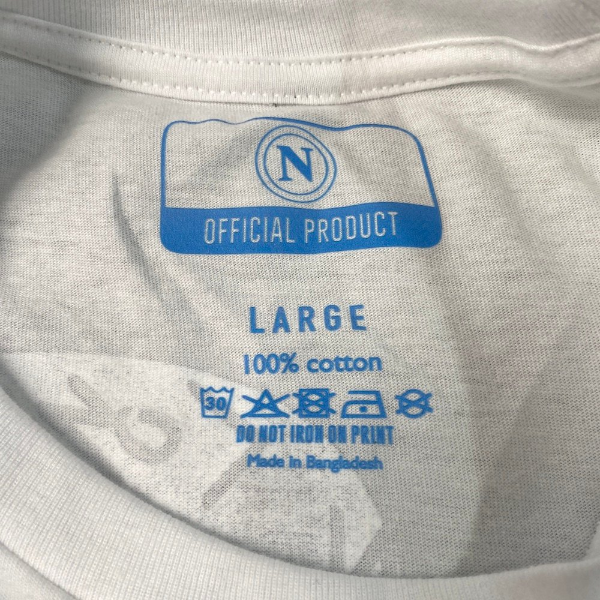 N
OFFICIAL PRODUCT
LARGE
100% cotton
30
DO NOT IRON ON PRINT
Made in Bangladesh